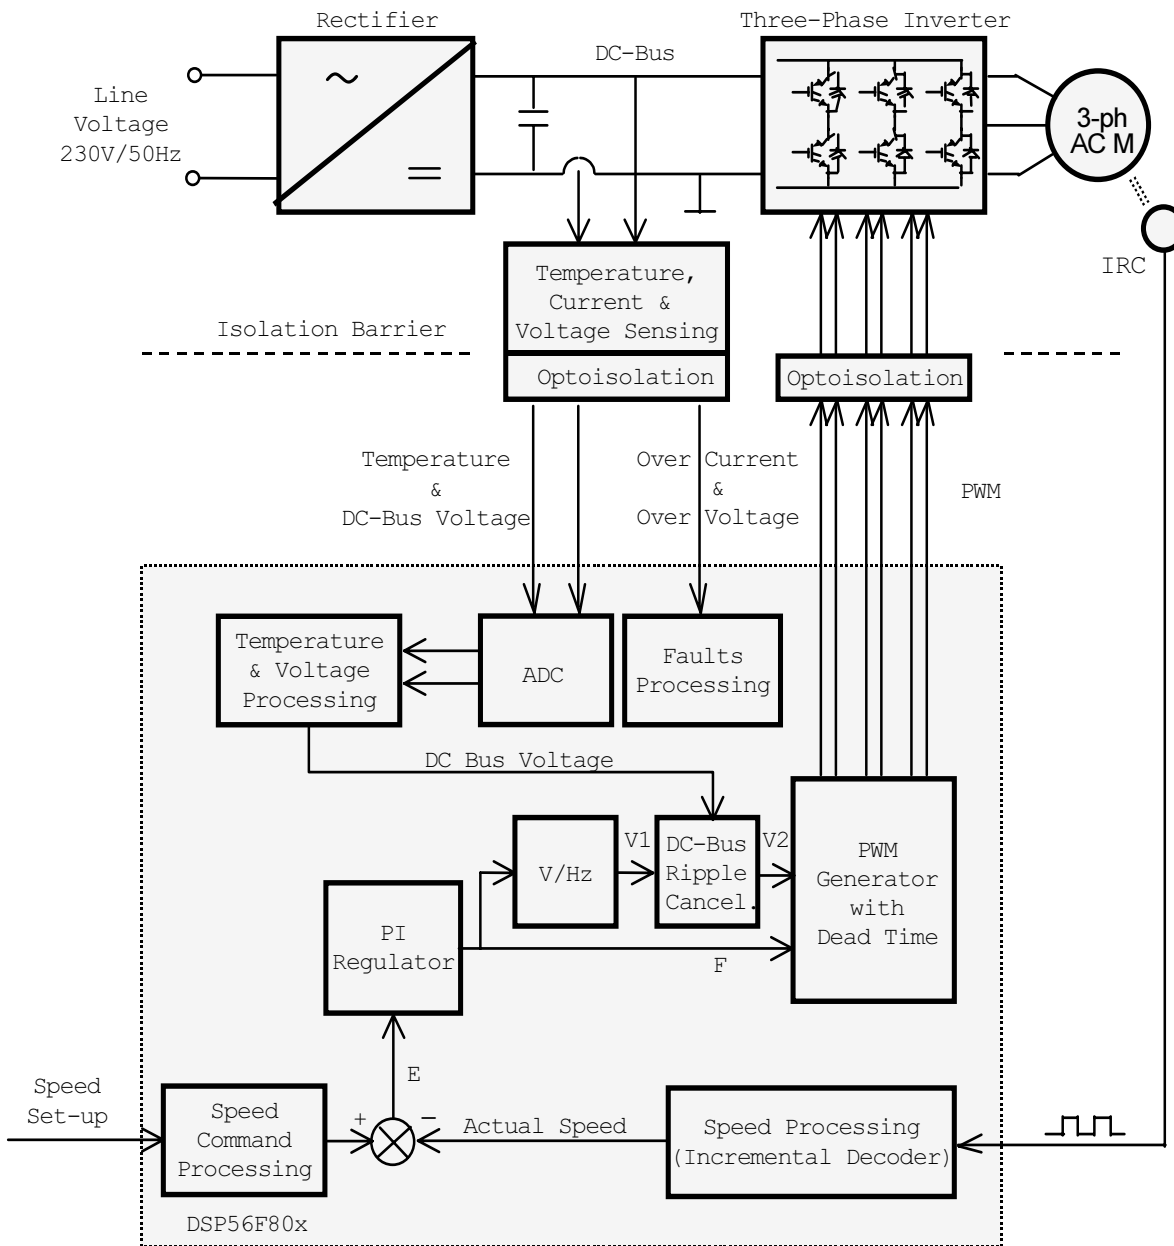 Rectifier
Three-Phase Inverter
DC-Bus
Line
Voltage
230V/50Hz
3-ph
AC M
IRC
Temperature,
Current &
Voltage Sensing
Isolation Barrier
Optoisolation
Optoisolation
Temperature
&
DC-Bus Voltage
Over Current
&
Over Voltage
PWM
Temperature
& Voltage
Processing
ADC
Faults
Processing
DC Bus Voltage
V/Hz
V1
DC-Bus
Ripple
Cancel.
V2
PWM
Generator
with
Dead Time
PI
Regulator
F
E
Speed
Set-up
Speed
Command
Processing
+
−
Actual Speed
Speed Processing
(Incremental Decoder)
DSP56F80x